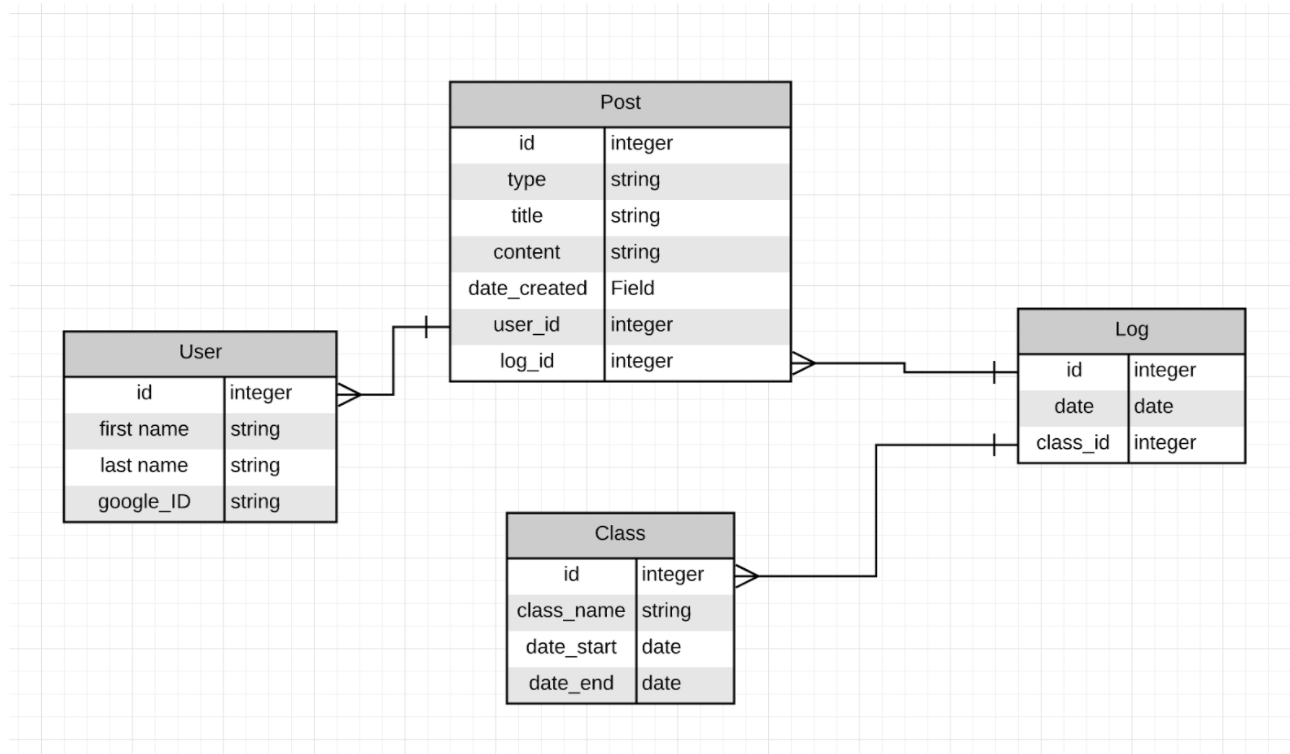 Post
id integer
type string
title string
content string
date_created Field
user_id integer
log_id integer
User
id integer
first name string
last name string
google_ID string
Log
id integer
date date
class_id integer
Class
id integer
class_name string
date_start date
date_end date